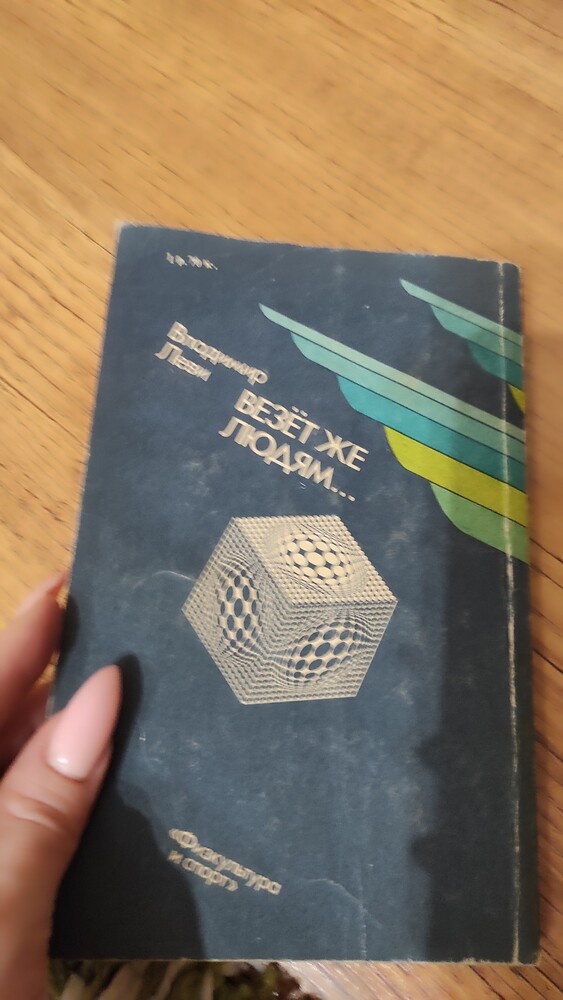 Владимир
Леви
ВЕЗЁТ ЖЕ
ЛЮДЯМ...
«Физкультура
и спорт»